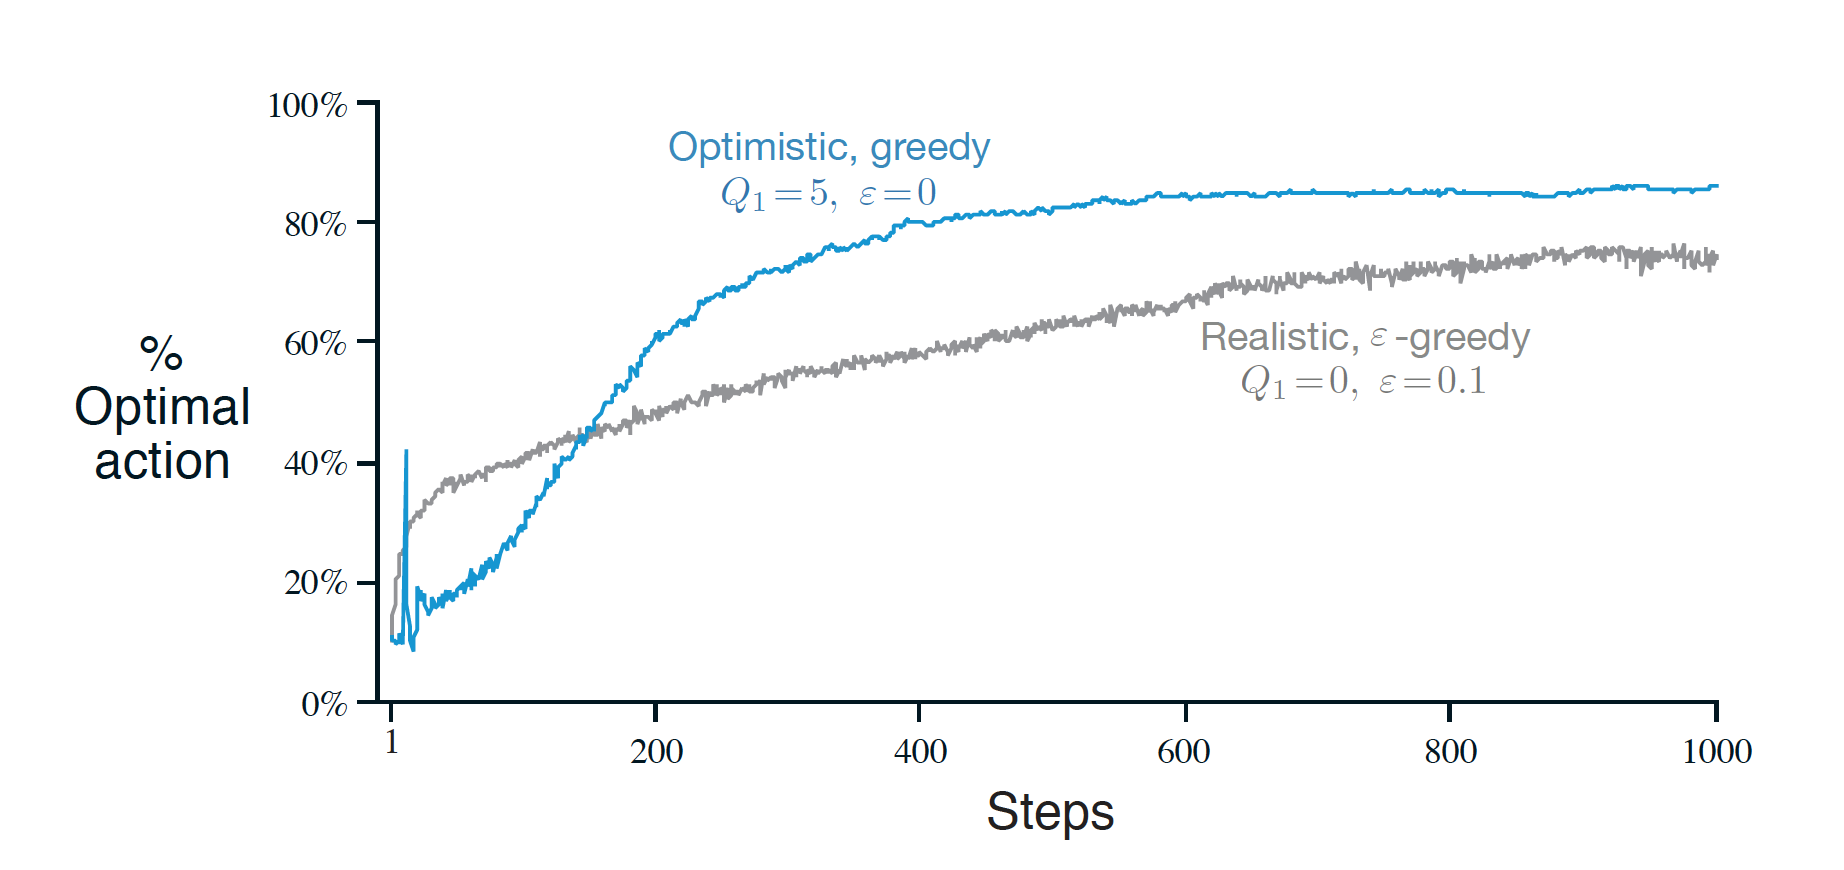 100%
Optimistic, greedy
Q₁=5, ε=0
80%
60%
Realistic, ε-greedy
Q₁=0, ε=0.1
%
Optimal
action
40%
20%
0%
1
200
400
600
800
1000
Steps